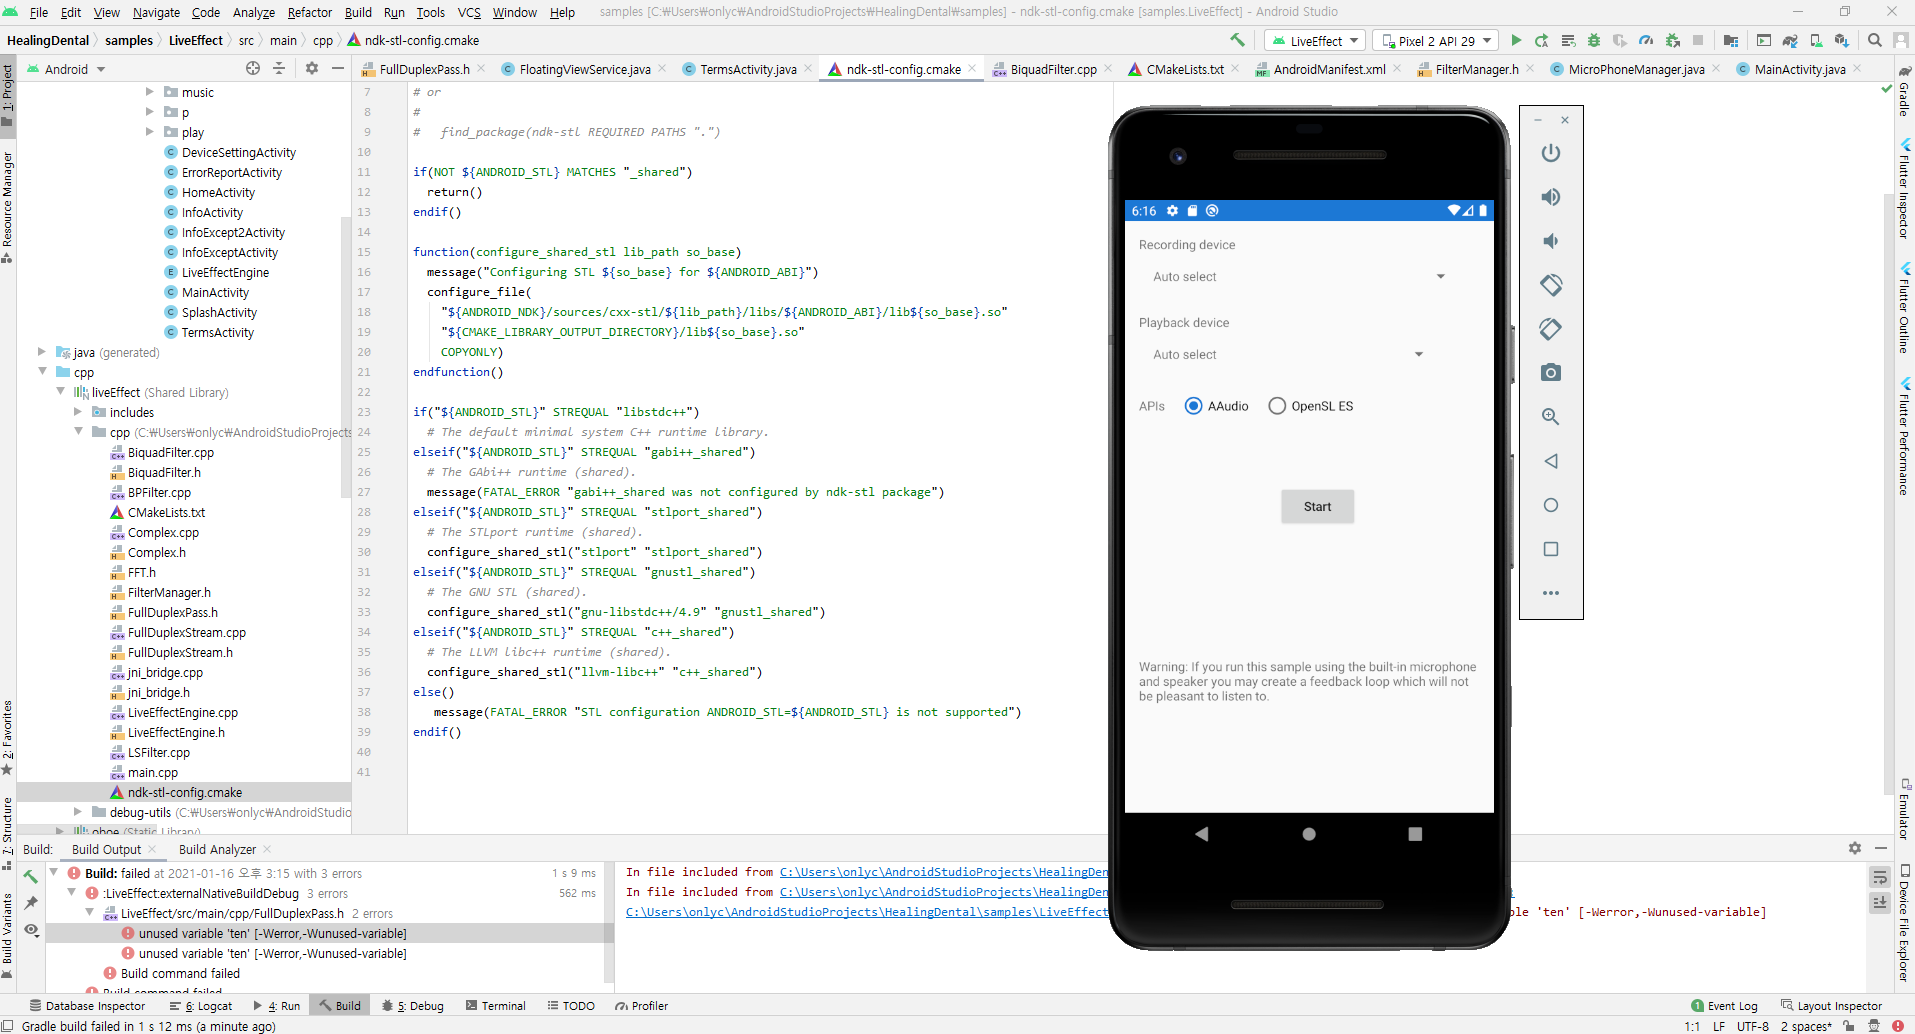 File Edit View Navigate Code Analyze Refactor Build Run Tools VCS Window Help samples [C:₩Users₩onlyc₩AndroidStudioProjects₩HealingDental₩samples] - ndk-stl-config.cmake [samples.LiveEffect] - Android Studio
HealingDental samples LiveEffect src main cpp ndk-stl-config.cmake LiveEffect Pixel 2 API 29
Android FullDuplexPass.h FloatingViewService.java TermsActivity.java ndk-stl-config.cmake BiquadFilter.cpp CMakeLists.txt AndroidManifest.xml FilterManager.h MicroPhoneManager.java MainActivity.java
1: Project
Resource Manager
2: Favorites
7: Structure
Build Variants
music
p
play
DeviceSettingActivity
ErrorReportActivity
HomeActivity
InfoActivity
InfoExcept2Activity
InfoExceptActivity
LiveEffectEngine
MainActivity
SplashActivity
TermsActivity
java (generated)
cpp
liveEffect (Shared Library)
includes
cpp (C:₩Users₩onlyc₩AndroidStudioProjects
BiquadFilter.cpp
BiquadFilter.h
BPFilter.cpp
CMakeLists.txt
Complex.cpp
Complex.h
FFT.h
FilterManager.h
FullDuplexPass.h
FullDuplexStream.cpp
FullDuplexStream.h
jni_bridge.cpp
jni_bridge.h
LiveEffectEngine.cpp
LiveEffectEngine.h
LSFilter.cpp
main.cpp
ndk-stl-config.cmake
debug-utils (C:₩Users₩onlyc₩AndroidStudio
oboe (Static Library)
7 # or
8 #
9 #   find_package(ndk-stl REQUIRED PATHS ".")
10
11 if(NOT ${ANDROID_STL} MATCHES "_shared")
12   return()
13 endif()
14
15 function(configure_shared_stl lib_path so_base)
16   message("Configuring STL ${so_base} for ${ANDROID_ABI}")
17   configure_file(
18     "${ANDROID_NDK}/sources/cxx-stl/${lib_path}/libs/${ANDROID_ABI}/lib${so_base}.so"
19     "${CMAKE_LIBRARY_OUTPUT_DIRECTORY}/lib${so_base}.so"
20     COPYONLY)
21 endfunction()
22
23 if("${ANDROID_STL}" STREQUAL "libstdc++")
24   # The default minimal system C++ runtime library.
25 elseif("${ANDROID_STL}" STREQUAL "gabi++_shared")
26   # The GAbi++ runtime (shared).
27   message(FATAL_ERROR "gabi++_shared was not configured by ndk-stl package")
28 elseif("${ANDROID_STL}" STREQUAL "stlport_shared")
29   # The STLport runtime (shared).
30   configure_shared_stl("stlport" "stlport_shared")
31 elseif("${ANDROID_STL}" STREQUAL "gnustl_shared")
32   # The GNU STL (shared).
33   configure_shared_stl("gnu-libstdc++/4.9" "gnustl_shared")
34 elseif("${ANDROID_STL}" STREQUAL "c++_shared")
35   # The LLVM libc++ runtime (shared).
36   configure_shared_stl("llvm-libc++" "c++_shared")
37 else()
38    message(FATAL_ERROR "STL configuration ANDROID_STL=${ANDROID_STL} is not supported")
39 endif()
40
41
6:16
Recording device
Auto select
Playback device
Auto select
APIs AAudio OpenSL ES
Start
Warning: If you run this sample using the built-in microphone
and speaker you may create a feedback loop which will not
be pleasant to listen to.
Gradle
Flutter Inspector
Flutter Outline
Flutter Performance
Emulator
Device File Explorer
Build: Build Output Build Analyzer
Build: failed at 2021-01-16 오후 3:15 with 3 errors 1 s 9 ms
:LiveEffect:externalNativeBuildDebug 3 errors 562 ms
LiveEffect/src/main/cpp/FullDuplexPass.h 2 errors
unused variable 'ten' [-Werror,-Wunused-variable]
unused variable 'ten' [-Werror,-Wunused-variable]
Build command failed
Build command failed
In file included from C:\Users\onlyc\AndroidStudioProjects\HealingDen
In file included from C:\Users\onlyc\AndroidStudioProjects\HealingDen
C:\Users\onlyc\AndroidStudioProjects\HealingDental\samples\LiveEffect le 'ten' [-Werror,-Wunused-variable]
Database Inspector 6: Logcat 4: Run Build 5: Debug Terminal TODO Profiler 1 Event Log Layout Inspector
Gradle build failed in 1 s 12 ms (a minute ago) 1:1 LF UTF-8 2 spaces*